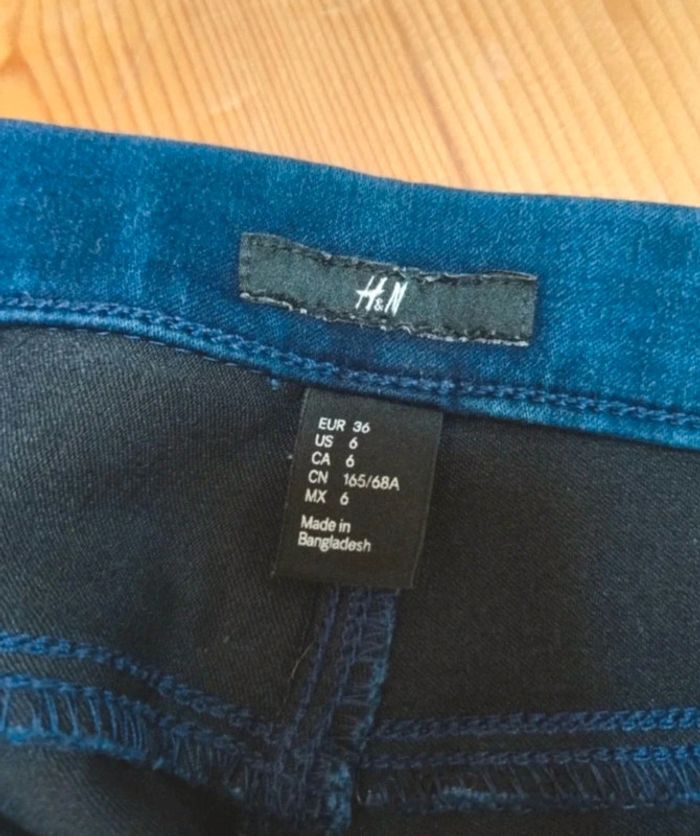 H&N
EUR 36
US 6
CA 6
CN 165/68A
MX 6
Made in
Bangladesh